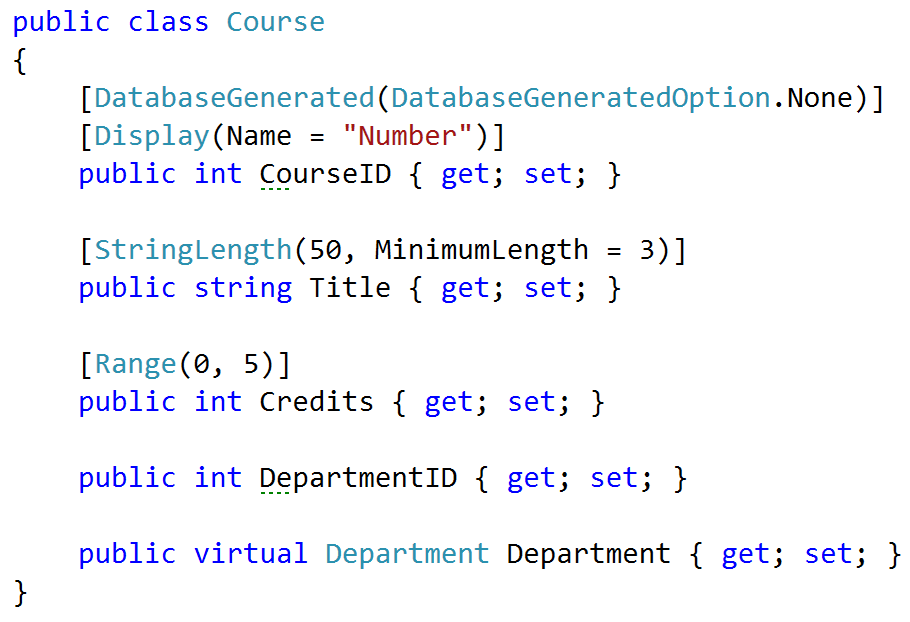 public class Course
{
    [DatabaseGenerated(DatabaseGeneratedOption.None)]
    [Display(Name = "Number")]
    public int CourseID { get; set; }

    [StringLength(50, MinimumLength = 3)]
    public string Title { get; set; }

    [Range(0, 5)]
    public int Credits { get; set; }

    public int DepartmentID { get; set; }

    public virtual Department Department { get; set; }
}